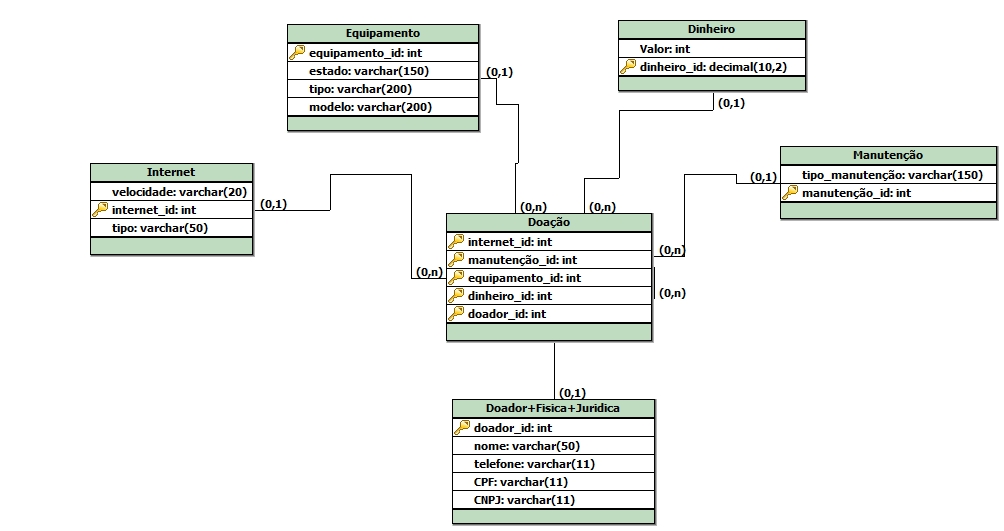 Equipamento
equipamento_id: int
estado: varchar(150)
tipo: varchar(200)
modelo: varchar(200)
(0,1)
Dinheiro
Valor: int
dinheiro_id: decimal(10,2)
(0,1)
Internet
velocidade: varchar(20)
internet_id: int
tipo: varchar(50)
(0,1)
Manutenção
tipo_manutenção: varchar(150)
manutenção_id: int
(0,1)
(0,n)
(0,n)
(0,n)
(0,n)
(0,n)
Doação
internet_id: int
manutenção_id: int
equipamento_id: int
dinheiro_id: int
doador_id: int
(0,1)
Doador+Fisica+Juridica
doador_id: int
nome: varchar(50)
telefone: varchar(11)
CPF: varchar(11)
CNPJ: varchar(11)